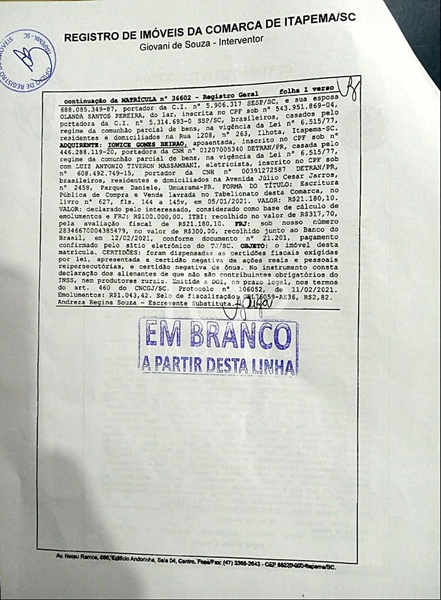 REGISTRO DE IMÓVEIS DA COMARCA DE ITAPEMA/SC
Giovani de Souza - Interventor
continuação da MATRÍCULA nº 36602 - Registro Geral folha 1 verso
688.085.349-87, portador da C.I. nº 5.906.317 SESP/SC, e sua esposa
OLANDA SANTOS PEREIRA, do lar, inscrita no CPF sob nº 543.951.869-04,
portadora da C.I. nº 5.314.693-0 SSP/SC, brasileiros, casados pelo
regime da comunhão parcial de bens, na vigência da Lei nº 6.515/77,
residentes e domiciliados na Rua 1208, nº 263, Ilhota, Itapema-SC.
ADQUIRENTE: IONICE GOMES BEIRAO, aposentada, inscrita no CPF sob nº
446.288.119-20, portadora da CNH nº 01207005340 DETRAN/PR, casada pelo
regime da comunhão parcial de bens, na vigência da Lei nº 6.515/77,
com LUIZ ANTONIO TIVERON MASSAMBANI, eletricista, inscrito no CPF sob
nº 608.492.749-15, portador da CNH nº 00391272587 DETRAN/PR,
brasileiros, residentes e domiciliados na Avenida Júlio César Jarros,
nº 2458, Parque Daniele, Umuarama-PR. FORMA DO TÍTULO: Escritura
Pública de Compra e Venda lavrada no Tabelionato desta Comarca, no
livro nº 627, fls. 144 à 145v, em 05/01/2021. VALOR: R$21.180,10.
VALOR: declarado pelo interessado, considerado como base de cálculo de
emolumentos e FRJ: R$100.000,00. ITBI: recolhido no valor de R$317,70
pela avaliação fiscal de R$21.180,10. FRJ: sob nosso número
28346670004385479, no valor de R$300,00, recolhido junto ao Banco do
Brasil, em 12/02/2021, conforme documento nº 21.201, pagamento
confirmado pelo sítio eletrônico do TJ/SC. OBJETO: o imóvel desta
matrícula. CERTIDÕES: foram dispensadas as certidões fiscais exigidas
por lei, apresentada a certidão negativa de ações reais e pessoais
reipersecutórias, e certidão negativa de ônus. No instrumento consta
declaração dos alienantes de que não são contribuintes obrigatórios do
INSS, nem produtores rurais. Emitida a DOI, no prazo legal, nos termos
do art. 460 do CNCGJ/SC. Protocolo nº 106052, de 11/02/2021.
Emolumentos: R$1.043,42. Selo de fiscalização: R$2,82.
Andreza Regina Souza - Escrevente Substituta
EM BRANCO
A PARTIR DESTA LINHA
Av. Nereu Ramos, Edifício Andorinha, Sala 04, Centro, Fone/Fax: (47) 3368-2643 - CEP 88220-000-Itapema/SC.